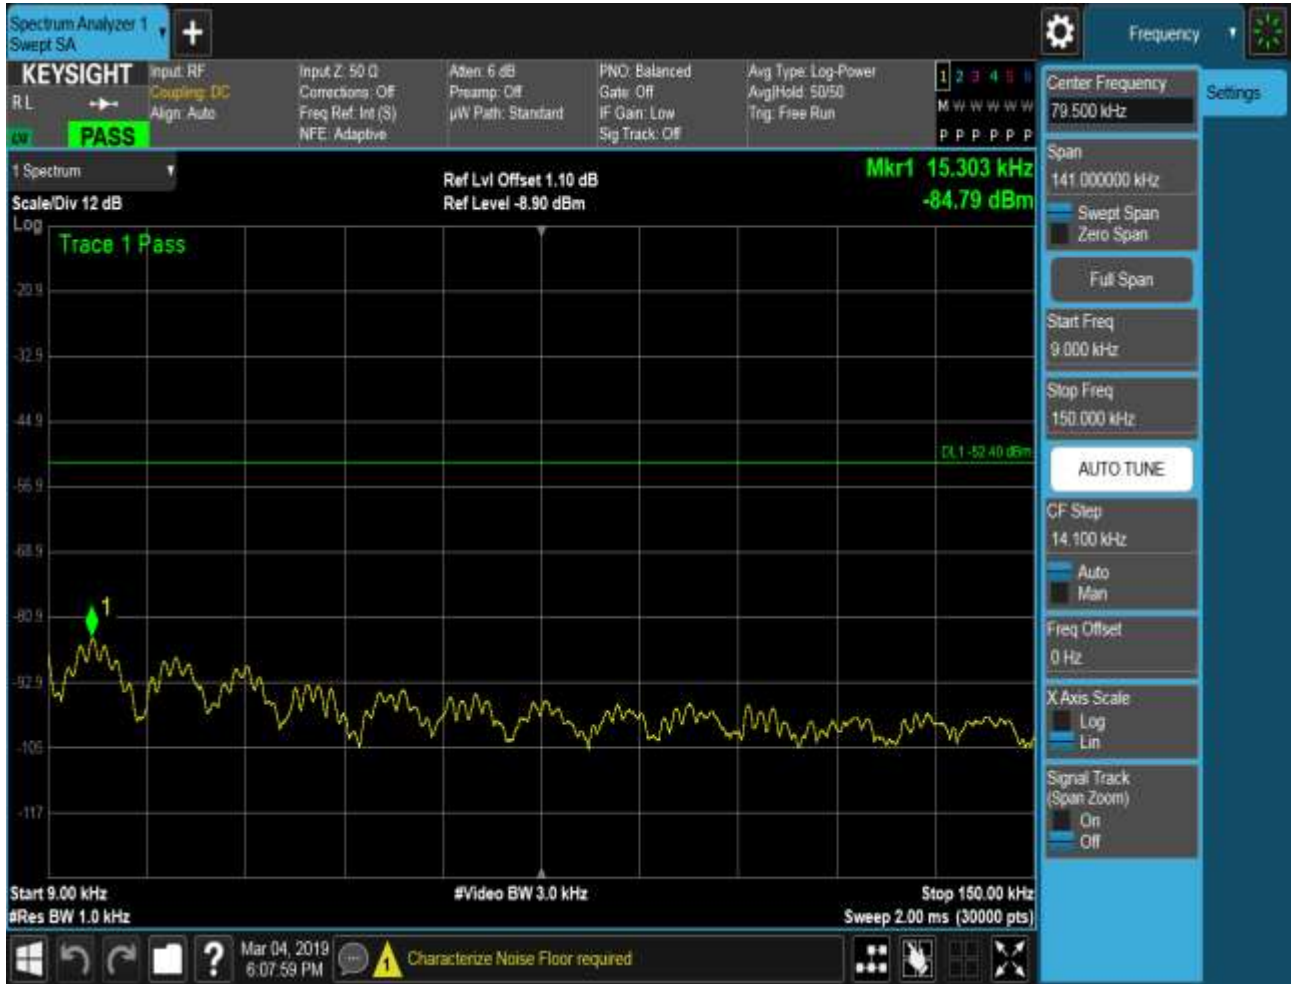 Spectrum Analyzer 1
Swept SA
+
Frequency
KEYSIGHT
RL
PASS
Input: RF
Coupling: DC
Align: Auto
Input Z: 50 Ω
Corrections: Off
Freq Ref: Int (S)
NFE: Adaptive
Atten: 6 dB
Preamp: Off
µW Path: Standard
PNO: Balanced
Gate: Off
IF Gain: Low
Sig Track: Off
Avg Type: Log-Power
Avg|Hold: 50/50
Trig: Free Run
1 2 3 4 5 6
M W W W W W
P P P P P P
1 Spectrum
Scale/Div 12 dB
Ref Lvl Offset 1.10 dB
Ref Level -8.90 dBm
Mkr1 15.303 kHz
-84.79 dBm
Log
Trace 1 Pass
-20.9
-32.9
-44.9
DL1 -52.40 dBm
-56.9
-68.9
-80.9
1
-92.9
-105
-117
Start 9.00 kHz
#Video BW 3.0 kHz
Stop 150.00 kHz
#Res BW 1.0 kHz
Sweep 2.00 ms (30000 pts)
Center Frequency
79.500 kHz
Settings
Span
141.000000 kHz
Swept Span
Zero Span
Full Span
Start Freq
9.000 kHz
Stop Freq
150.000 kHz
AUTO TUNE
CF Step
14.100 kHz
Auto
Man
Freq Offset
0 Hz
X Axis Scale
Log
Lin
Signal Track
(Span Zoom)
On
Off
?
Mar 04, 2019
6:07:59 PM
1
Characterize Noise Floor required